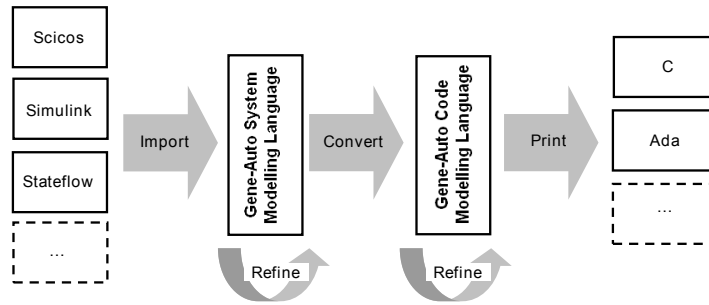 Scicos
Simulink
Stateflow
...
Import
Gene-Auto System
Modelling Language
Refine
Convert
Gene-Auto Code
Modelling Language
Refine
Print
C
Ada
...